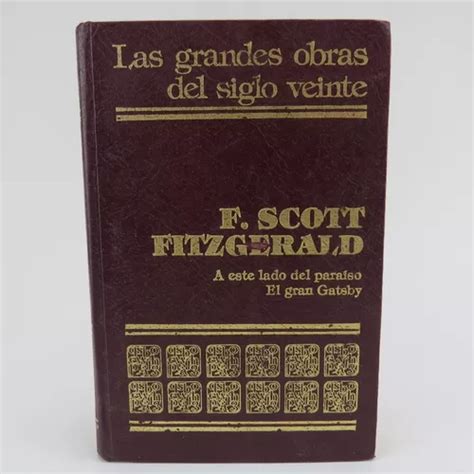 Las grandes obras
del siglo veinte
F. SCOTT
FITZGERALD
A este lado del paraíso
El gran Gatsby